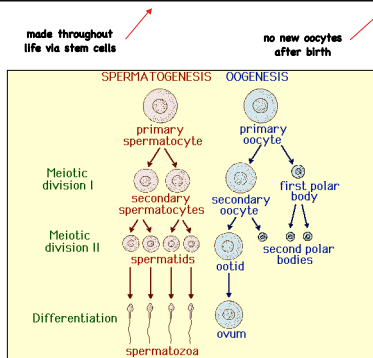 made throughout
life via stem cells
no new oocytes
after birth
SPERMATOGENESIS
OOGENESIS
primary
spermatocyte
primary
oocyte
Meiotic
division I
secondary
spermatocytes
secondary
oocyte
first polar
body
Meiotic
division II
spermatids
ootid
second polar
bodies
Differentiation
spermatozoa
ovum